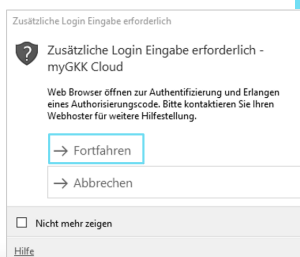 Zusätzliche Login Eingabe erforderlich
Zusätzliche Login Eingabe erforderlich -
myGKK Cloud
Web Browser öffnen zur Authentifizierung und Erlangen
eines Authorisierungscode. Bitte kontaktieren Sie Ihren
Webhoster für weitere Hilfestellung.
→ Fortfahren
→ Abbrechen
Nicht mehr zeigen
Hilfe